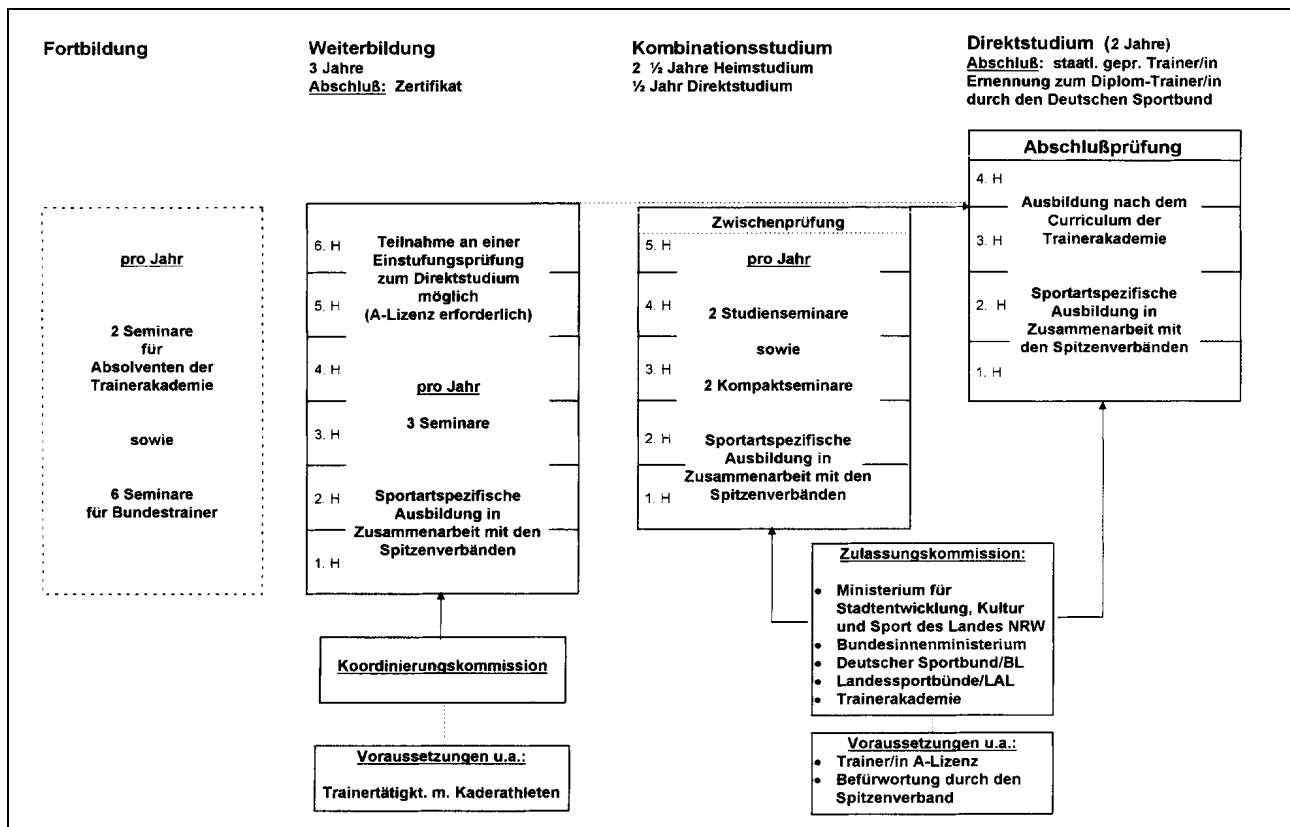 Fortbildung
Weiterbildung
3 Jahre
Abschluß: Zertifikat
Kombinationsstudium
2 ½ Jahre Heimstudium
½ Jahr Direktstudium
Direktstudium (2 Jahre)
Abschluß: staatl. gepr. Trainer/in
Ernennung zum Diplom-Trainer/in
durch den Deutschen Sportbund
pro Jahr
2 Seminare
für
Absolventen der
Trainerakademie
sowie
6 Seminare
für Bundestrainer
6. H
Teilnahme an einer
Einstufungsprüfung
zum Direktstudium
möglich
(A-Lizenz erforderlich)
5. H
4. H
pro Jahr
3 Seminare
3. H
2. H
Sportartspezifische
Ausbildung in
Zusammenarbeit mit den
Spitzenverbänden
1. H
Koordinierungskommission
Voraussetzungen u.a.:
Trainertätigkt. m. Kaderathleten
Zwischenprüfung
5. H
pro Jahr
4. H
2 Studienseminare
sowie
3. H
2 Kompaktseminare
2. H
Sportartspezifische
Ausbildung in
Zusammenarbeit mit den
Spitzenverbänden
1. H
Abschlußprüfung
4. H
Ausbildung nach dem
Curriculum der
Trainerakademie
3. H
2. H
Sportartspezifische
Ausbildung in
Zusammenarbeit mit
den Spitzenverbänden
1. H
Zulassungskommission:
• Ministerium für
Stadtentwicklung, Kultur
und Sport des Landes NRW
• Bundesinnenministerium
• Deutscher Sportbund/BL
• Landessportbünde/LAL
• Trainerakademie
Voraussetzungen u.a.:
• Trainer/in A-Lizenz
• Befürwortung durch den
Spitzenverband